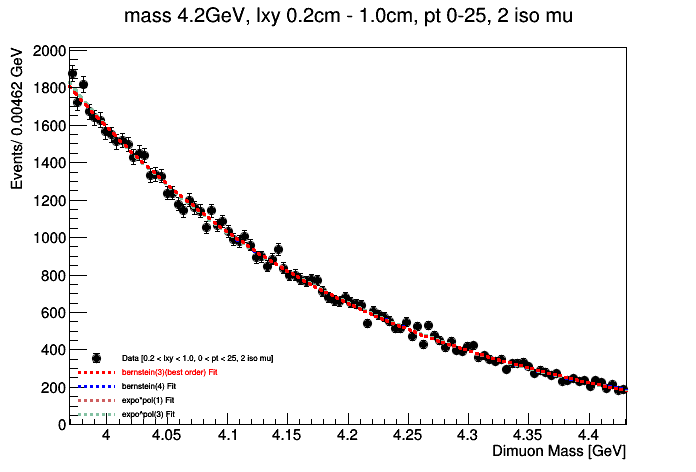 mass 4.2GeV, lxy 0.2cm - 1.0cm, pt 0-25, 2 iso mu
Events/ 0.00462 GeV
2000
1800
1600
1400
1200
1000
800
600
400
200
0
Data [0.2 < lxy < 1.0, 0 < pt < 25, 2 iso mu]
bernstein(3)(best order) Fit
bernstein(4) Fit
expo*pol(1) Fit
expo*pol(3) Fit
4 4.05 4.1 4.15 4.2 4.25 4.3 4.35 4.4
Dimuon Mass [GeV]